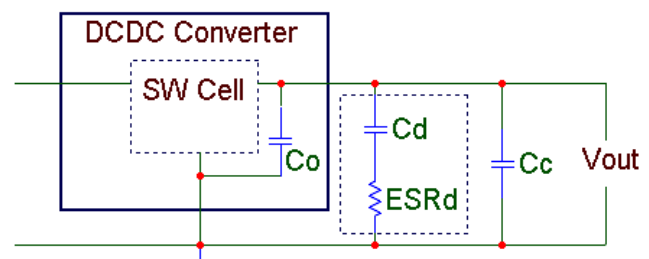 DCDC Converter
SW Cell
Co
Cd
ESRd
Cc
Vout